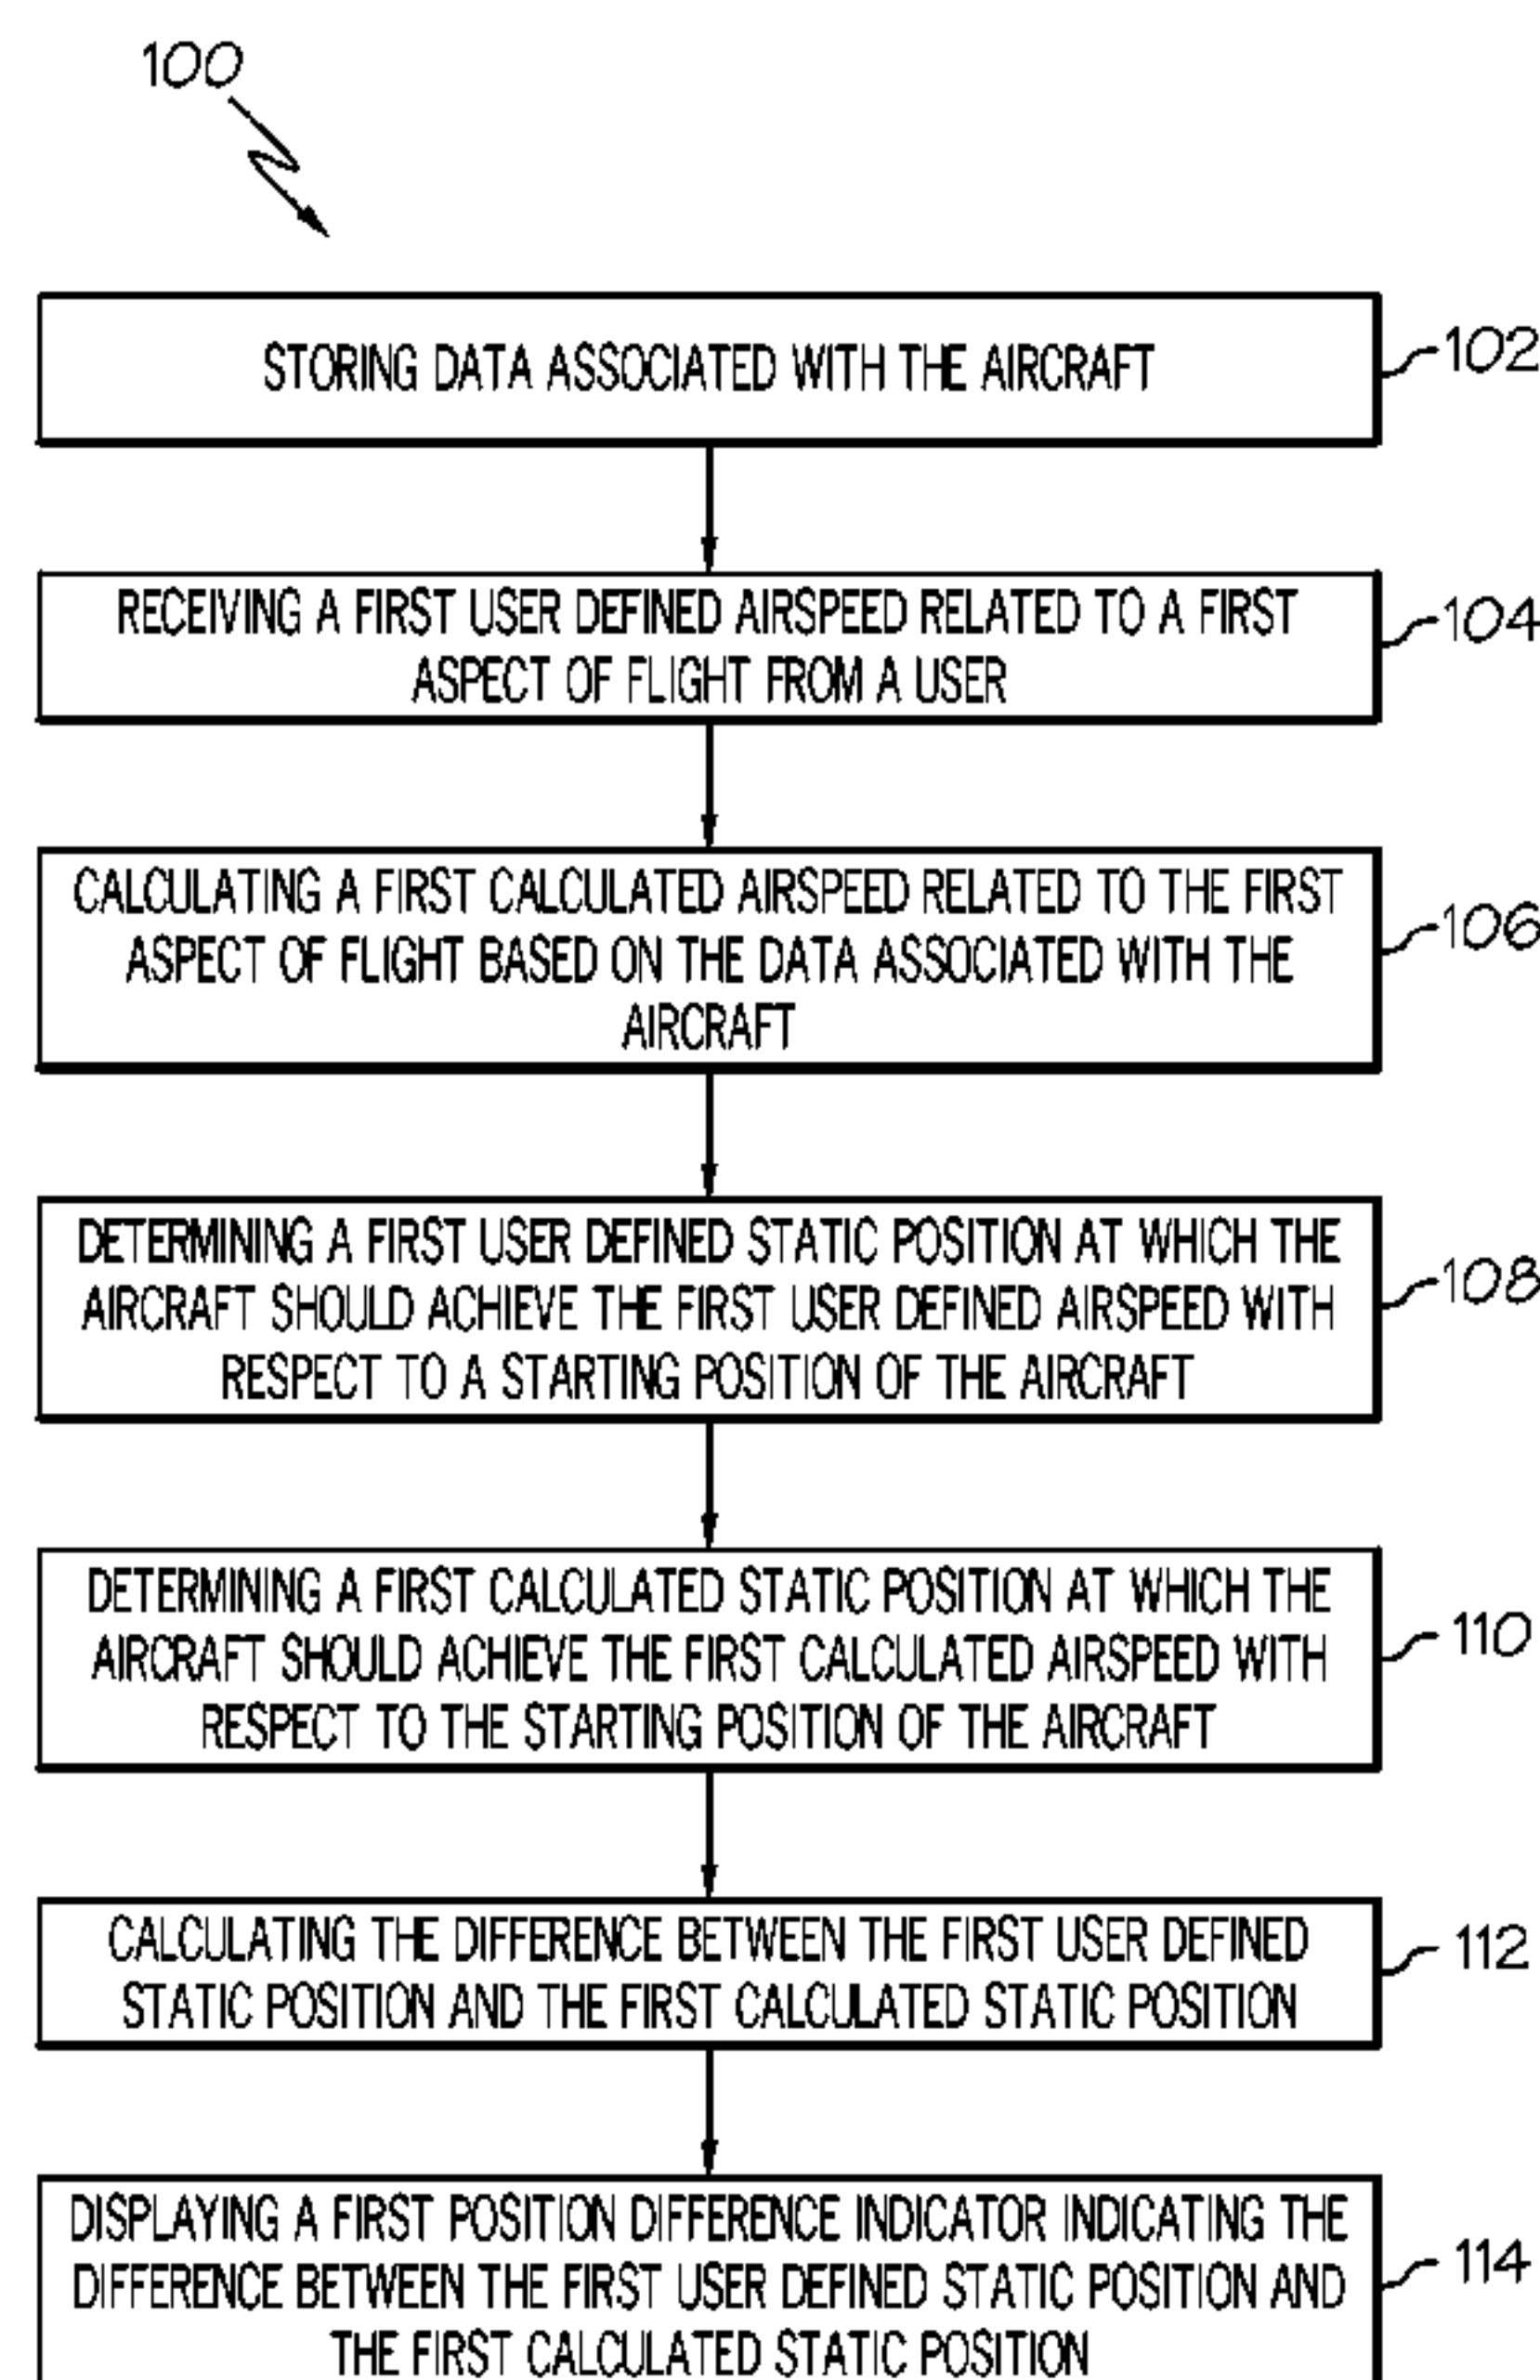 100
STORING DATA ASSOCIATED WITH THE AIRCRAFT
102
RECEIVING A FIRST USER DEFINED AIRSPEED RELATED TO A FIRST
ASPECT OF FLIGHT FROM A USER
104
CALCULATING A FIRST CALCULATED AIRSPEED RELATED TO THE FIRST
ASPECT OF FLIGHT BASED ON THE DATA ASSOCIATED WITH THE
AIRCRAFT
106
DETERMINING A FIRST USER DEFINED STATIC POSITION AT WHICH THE
AIRCRAFT SHOULD ACHIEVE THE FIRST USER DEFINED AIRSPEED WITH
RESPECT TO A STARTING POSITION OF THE AIRCRAFT
108
DETERMINING A FIRST CALCULATED STATIC POSITION AT WHICH THE
AIRCRAFT SHOULD ACHIEVE THE FIRST CALCULATED AIRSPEED WITH
RESPECT TO THE STARTING POSITION OF THE AIRCRAFT
110
CALCULATING THE DIFFERENCE BETWEEN THE FIRST USER DEFINED
STATIC POSITION AND THE FIRST CALCULATED STATIC POSITION
112
DISPLAYING A FIRST POSITION DIFFERENCE INDICATOR INDICATING THE
DIFFERENCE BETWEEN THE FIRST USER DEFINED STATIC POSITION AND
THE FIRST CALCULATED STATIC POSITION
114